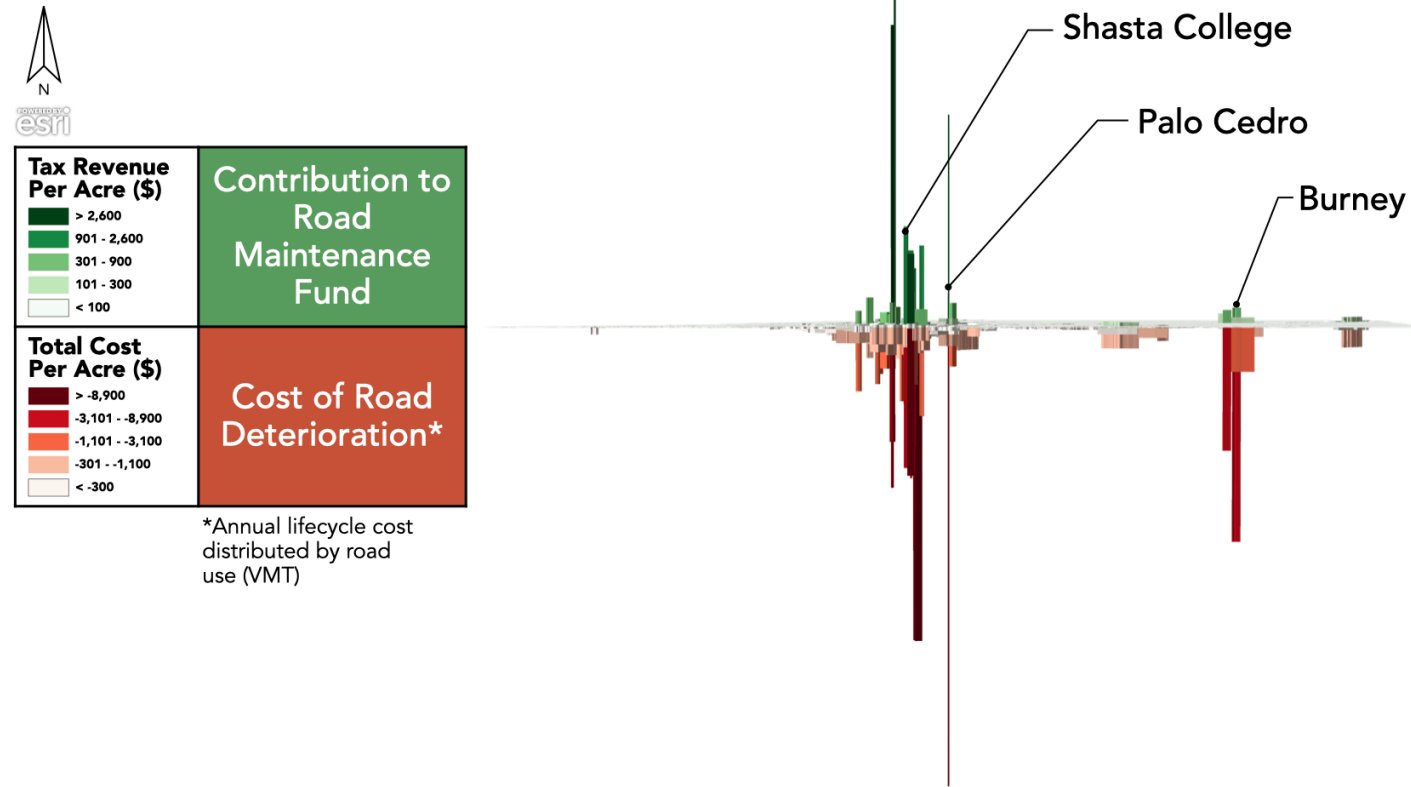 N
POWERED BY
esri
Tax Revenue
Per Acre ($)
> 2,600
901 - 2,600
301 - 900
101 - 300
< 100
Contribution to
Road
Maintenance
Fund
Total Cost
Per Acre ($)
> -8,900
-3,101 - -8,900
-1,101 - -3,100
-301 - -1,100
< -300
Cost of Road
Deterioration*
*Annual lifecycle cost
distributed by road
use (VMT)
Shasta College
Palo Cedro
Burney